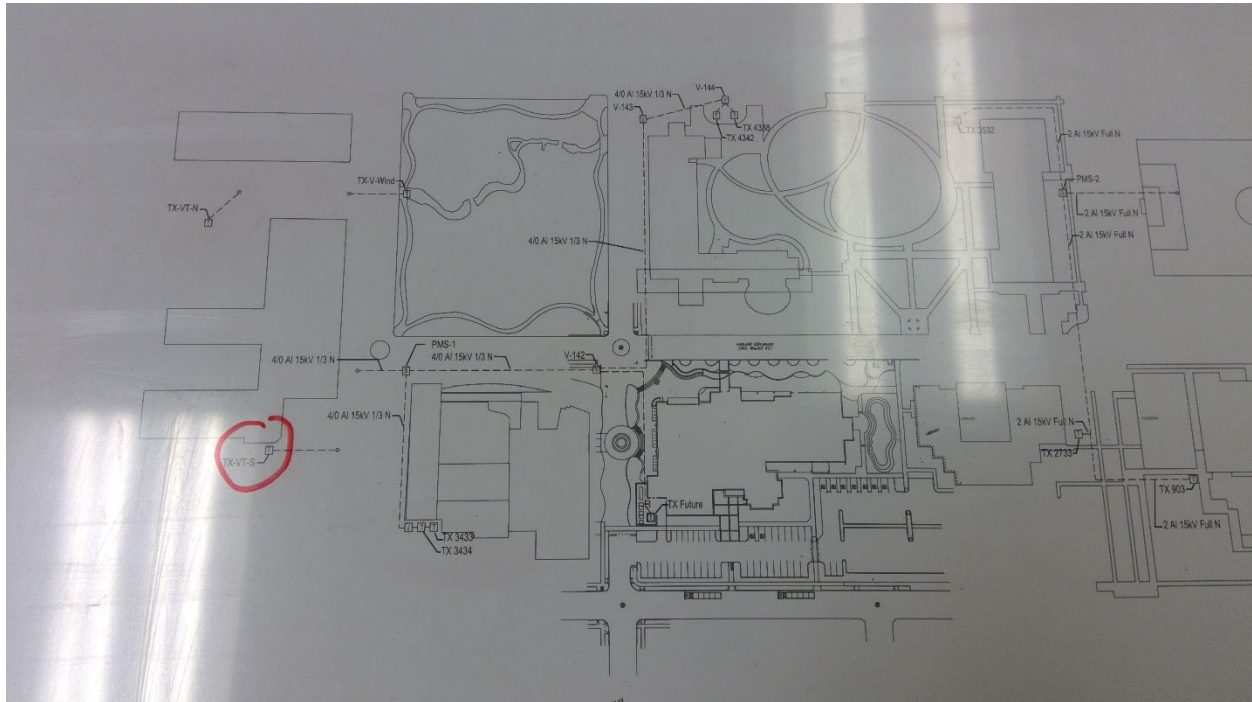 V-144
4/0 Al 15kV 1/3 N
V-143
TX 4388
TX 4342
TX 3532
2 Al 15kV Full N
TX-V-Wind
PMS-2
TX-VT-N
2 Al 15kV Full N
2 Al 15kV Full N
4/0 Al 15kV 1/3 N
PMS-1
4/0 Al 15kV 1/3 N
4/0 Al 15kV 1/3 N
V-142
4/0 Al 15kV 1/3 N
2 Al 15kV Full N
TX 2733
TX-VT-S
TX 903
TX Future
2 Al 15kV Full N
TX 3433
TX 3434